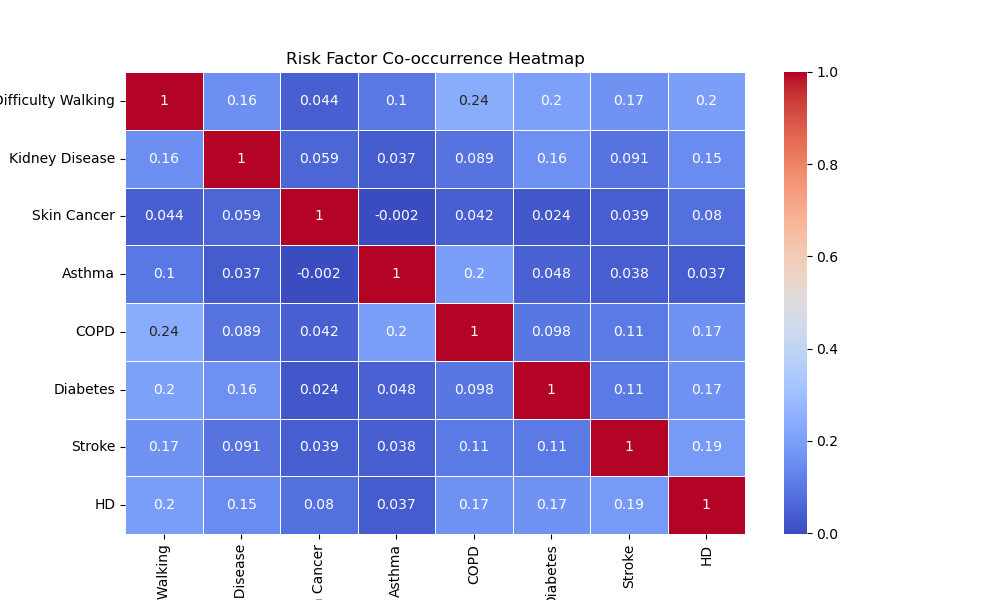 Risk Factor Co-occurrence Heatmap
Difficulty Walking 1 0.16 0.044 0.1 0.24 0.2 0.17 0.2
Kidney Disease 0.16 1 0.059 0.037 0.089 0.16 0.091 0.15
Skin Cancer 0.044 0.059 1 -0.002 0.042 0.024 0.039 0.08
Asthma 0.1 0.037 -0.002 1 0.2 0.048 0.038 0.037
COPD 0.24 0.089 0.042 0.2 1 0.098 0.11 0.17
Diabetes 0.2 0.16 0.024 0.048 0.098 1 0.11 0.17
Stroke 0.17 0.091 0.039 0.038 0.11 0.11 1 0.19
HD 0.2 0.15 0.08 0.037 0.17 0.17 0.19 1
Walking Disease Cancer Asthma COPD Diabetes Stroke HD
1.0
0.8
0.6
0.4
0.2
0.0